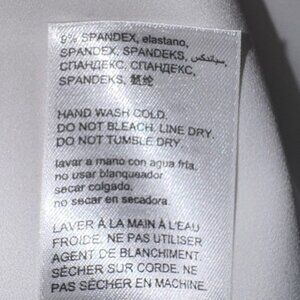 9% SPANDEX, elastano,
SPANDEX, SPANDEKS, سباندكس,
СПАНДЕКС, СПАНДЕКС,
SPANDEKS, 氨纶
HAND WASH COLD.
DO NOT BLEACH. LINE DRY.
DO NOT TUMBLE DRY.
lavar a mano con agua fria.
no usar blanqueador
secar colgado.
no secar en secadora.
LAVER À LA MAIN À L'EAU
FROIDE. NE PAS UTILISER
AGENT DE BLANCHIMENT.
SÉCHER SUR CORDE. NE
PAS SÉCHER EN MACHINE.